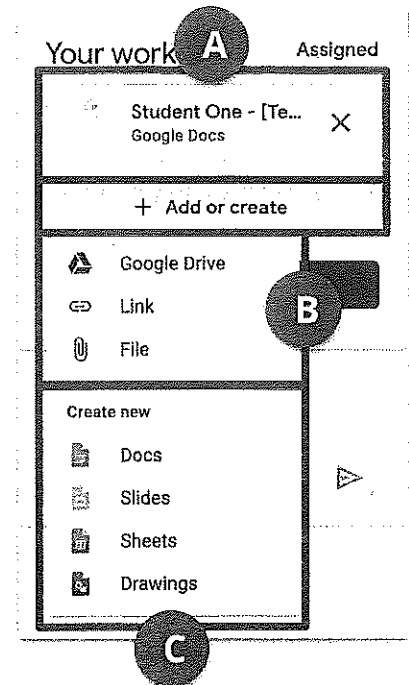 Your work
A
Assigned
Student One - [Te...
Google Docs
+ Add or create
Google Drive
Link
B
File
Create new
Docs
Slides
Sheets
Drawings
C